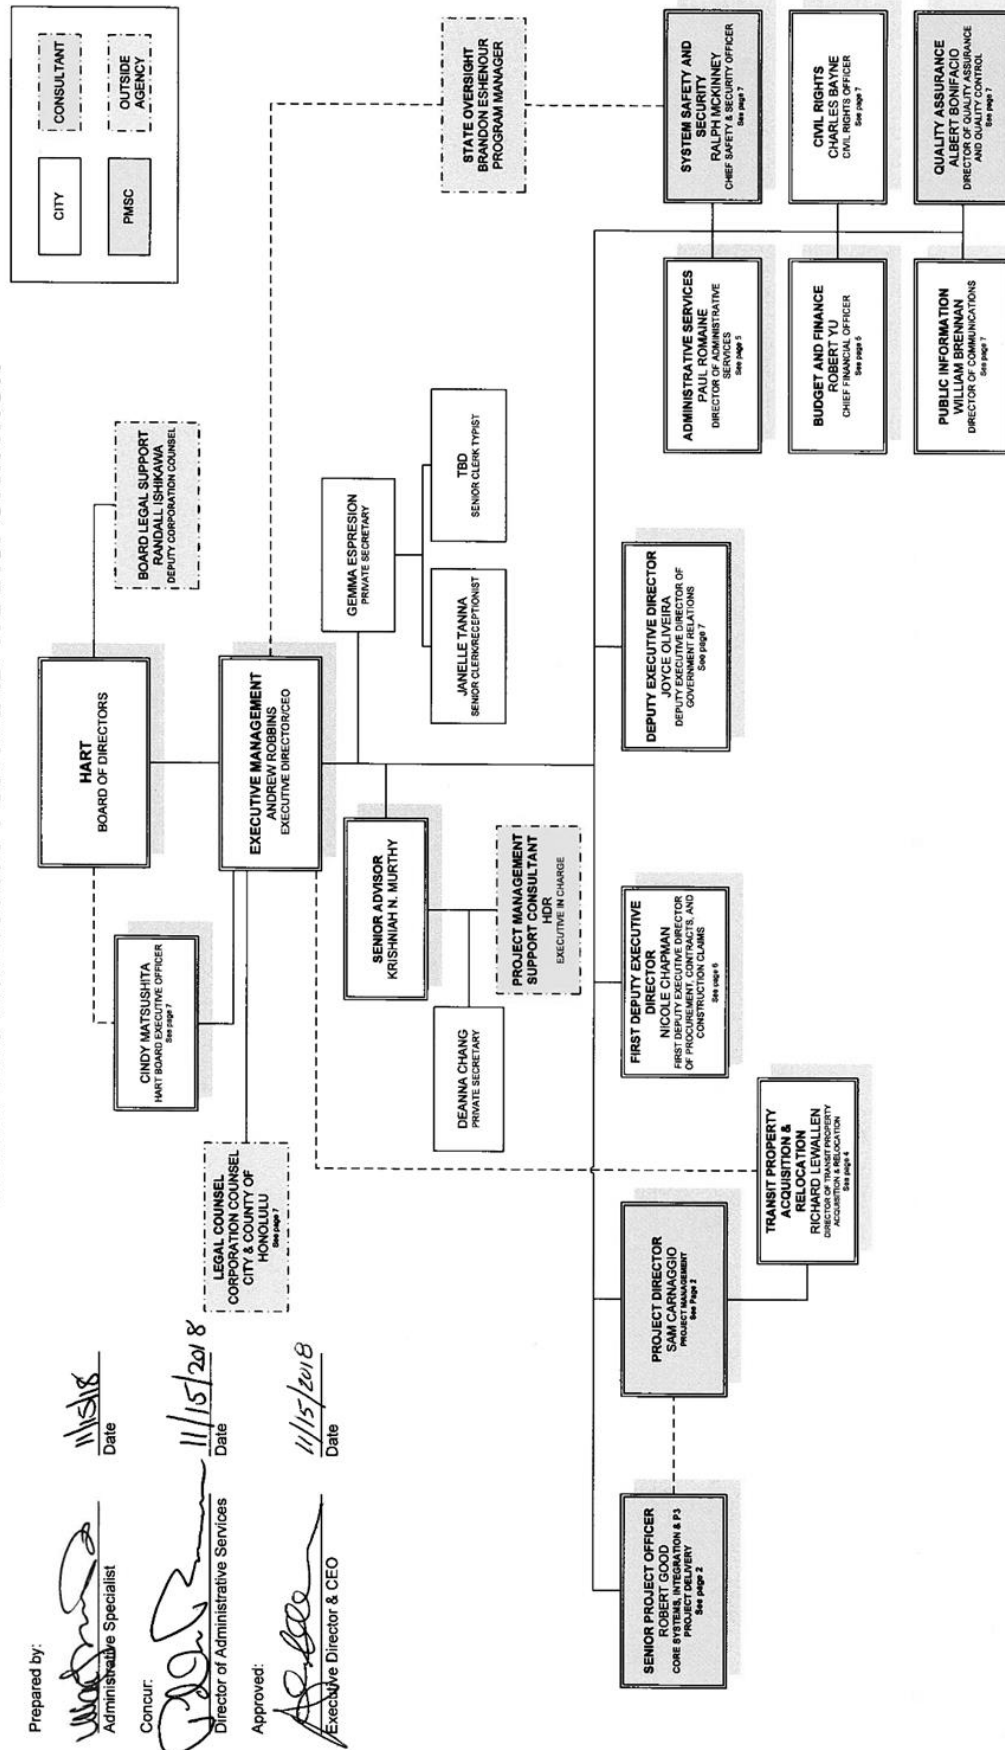 Prepared by:
11/15/18
Administrative Specialist
Date
Concur:
11/15/2018
Director of Administrative Services
Date
Approved:
11/15/2018
Executive Director & CEO
Date
CITY
CONSULTANT
PMSC
OUTSIDE
AGENCY
HART
BOARD OF DIRECTORS
BOARD LEGAL SUPPORT
RANDALL ISHIKAWA
DEPUTY CORPORATION COUNSEL
CINDY MATSUSHITA
HART BOARD EXECUTIVE OFFICER
See page 7
EXECUTIVE MANAGEMENT
ANDREW ROBBINS
EXECUTIVE DIRECTOR/CEO
LEGAL COUNSEL
CORPORATION COUNSEL
CITY & COUNTY OF
HONOLULU
See page 7
GEMMA ESPRESION
PRIVATE SECRETARY
JANELLE TANNA
SENIOR CLERK/RECEPTIONIST
TBD
SENIOR CLERK TYPIST
SENIOR ADVISOR
KRISHNIAH N. MURTHY
DEANNA CHANG
PRIVATE SECRETARY
PROJECT MANAGEMENT
SUPPORT CONSULTANT
HDR
EXECUTIVE IN CHARGE
STATE OVERSIGHT
BRANDON ESHENOUR
PROGRAM MANAGER
SENIOR PROJECT OFFICER
ROBERT GOOD
CORE SYSTEMS, INTEGRATION & P3
PROJECT DELIVERY
See page 2
PROJECT DIRECTOR
SAM CARNAGGIO
PROJECT MANAGEMENT
See Page 2
FIRST DEPUTY EXECUTIVE
DIRECTOR
NICOLE CHAPMAN
FIRST DEPUTY EXECUTIVE DIRECTOR
OF PROCUREMENT, CONTRACTS, AND
CONSTRUCTION CLAIMS
See page 6
DEPUTY EXECUTIVE DIRECTOR
JOYCE OLIVEIRA
DEPUTY EXECUTIVE DIRECTOR OF
GOVERNMENT RELATIONS
See page 7
TRANSIT PROPERTY
ACQUISITION &
RELOCATION
RICHARD LEWALLEN
DIRECTOR OF TRANSIT PROPERTY
ACQUISITION & RELOCATION
See page 4
ADMINISTRATIVE SERVICES
PAUL ROMAINE
DIRECTOR OF ADMINISTRATIVE
SERVICES
See page 5
SYSTEM SAFETY AND
SECURITY
RALPH MCKINNEY
CHIEF SAFETY & SECURITY OFFICER
See page 7
BUDGET AND FINANCE
ROBERT YU
CHIEF FINANCIAL OFFICER
See page 6
CIVIL RIGHTS
CHARLES BAYNE
CIVIL RIGHTS OFFICER
See page 7
PUBLIC INFORMATION
WILLIAM BRENNAN
DIRECTOR OF COMMUNICATIONS
See page 7
QUALITY ASSURANCE
ALBERT BONIFACIO
DIRECTOR OF QUALITY ASSURANCE
AND QUALITY CONTROL
See page 7